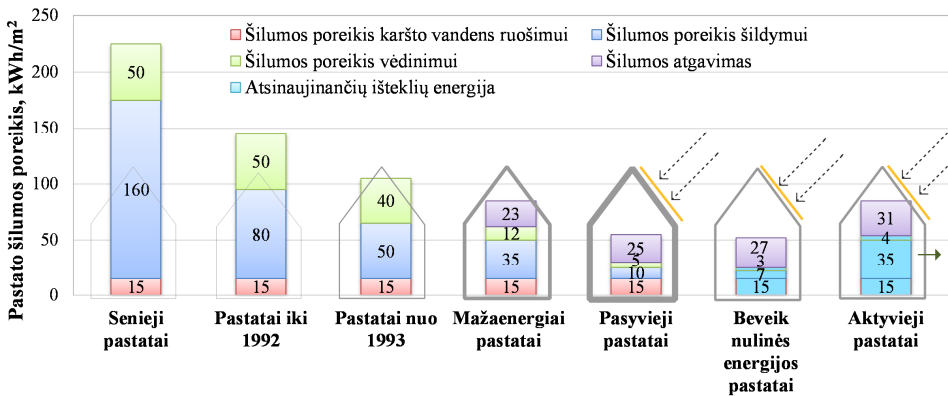 Pastato šilumos poreikis, kWh/m²
250
200
150
100
50
0
Šilumos poreikis karšto vandens ruošimui
Šilumos poreikis šildymui
Šilumos poreikis vėdinimui
Šilumos atgavimas
Atsinaujinančių išteklių energija
50
160
15
50
80
15
40
50
15
23
12
35
15
25
5
10
15
27
3
7
15
31
4
35
15
Senieji
pastatai
Pastatai iki
1992
Pastatai nuo
1993
Mažaenergiai
pastatai
Pasyvieji
pastatai
Beveik
nulinės
energijos
pastatai
Aktyvieji
pastatai